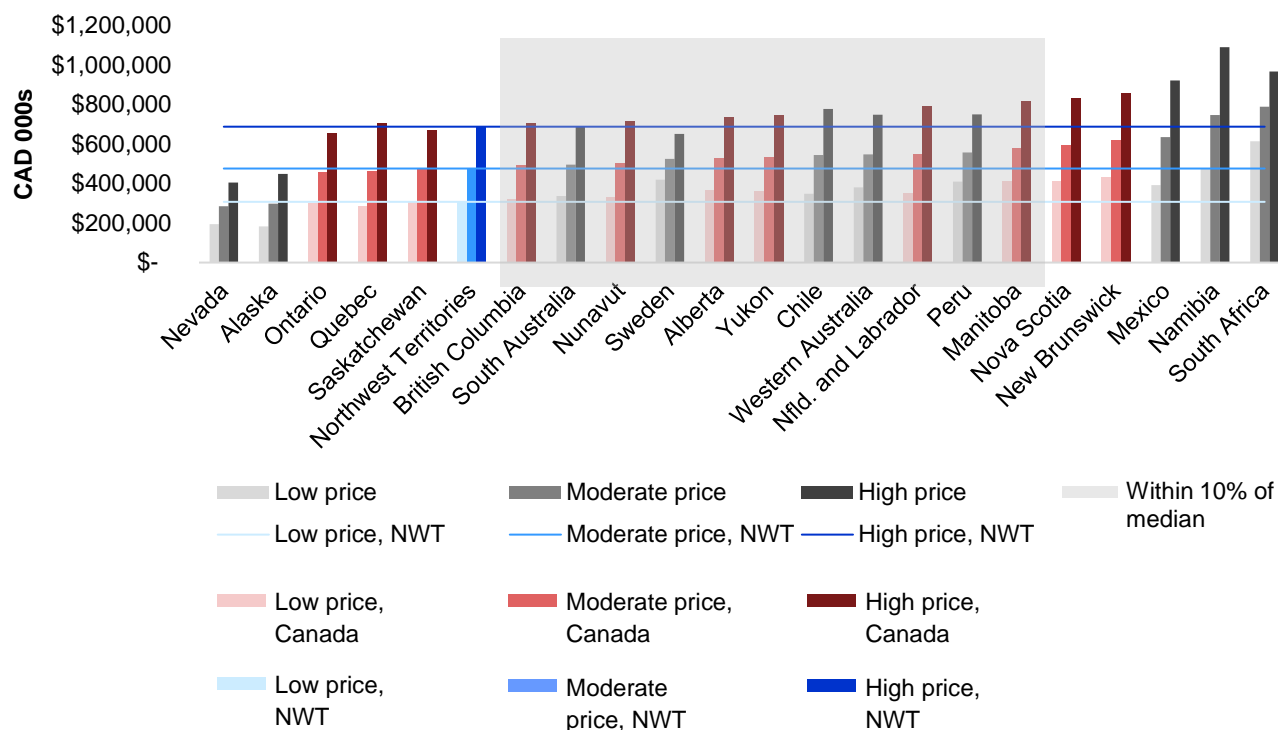 $1,200,000
$1,000,000
$800,000
$600,000
$400,000
$200,000
$-
CAD 000s
Nevada
Alaska
Ontario
Quebec
Saskatchewan
Northwest Territories
British Columbia
South Australia
Nunavut
Sweden
Alberta
Yukon
Chile
Western Australia
Nfld. and Labrador
Peru
Manitoba
Nova Scotia
New Brunswick
Mexico
Namibia
South Africa
Low price
Moderate price
High price
Within 10% of
median
Low price, NWT
Moderate price, NWT
High price, NWT
Low price,
Canada
Moderate price,
Canada
High price,
Canada
Low price,
NWT
Moderate
price, NWT
High price,
NWT